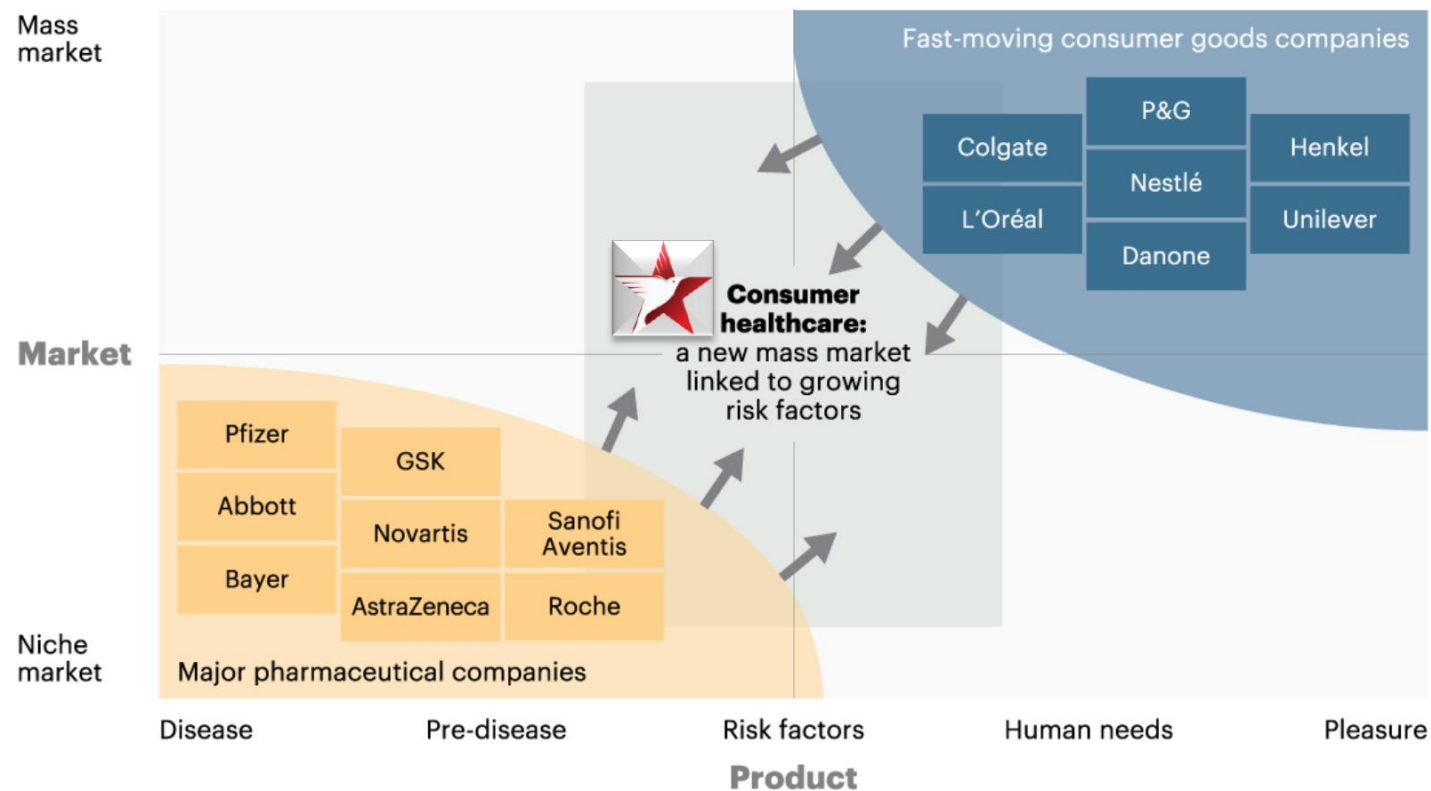 Mass
market
Fast-moving consumer goods companies
P&G
Colgate
Henkel
Nestlé
L’Oréal
Unilever
Danone
Consumer
healthcare:
a new mass market
linked to growing
risk factors
Market
Pfizer
GSK
Abbott
Novartis
Sanofi
Aventis
Bayer
AstraZeneca
Roche
Niche
market
Major pharmaceutical companies
Disease
Pre-disease
Risk factors
Human needs
Pleasure
Product